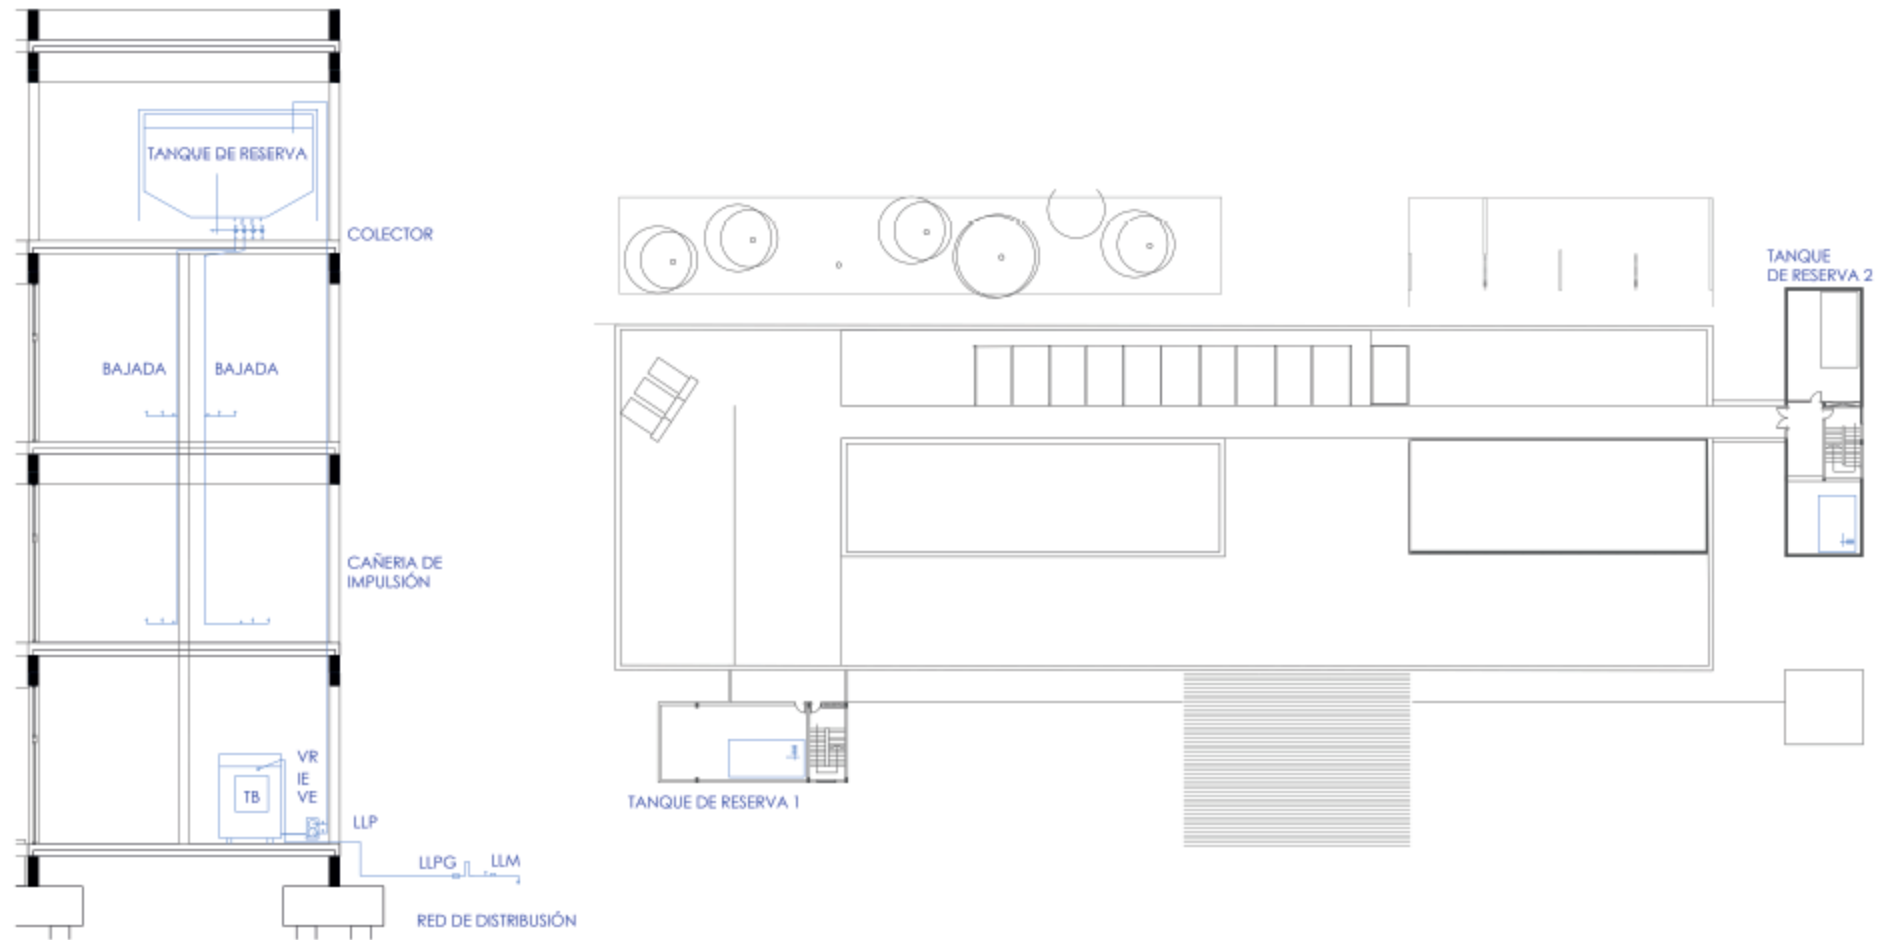 TANQUE DE RESERVA
COLECTOR
BAJADA
BAJADA
CAÑERIA DE
IMPULSIÓN
VR
IE
VE
TB
LLP
LLPG
LLM
RED DE DISTRIBUSIÓN
TANQUE
DE RESERVA 2
TANQUE DE RESERVA 1